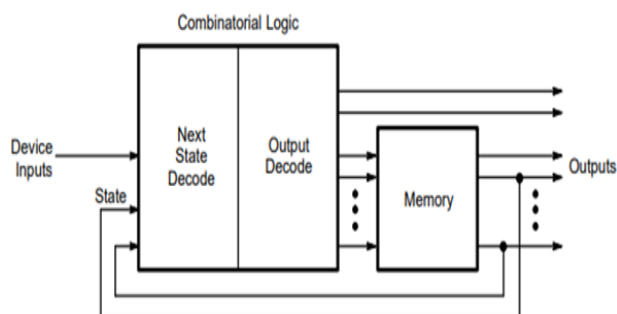 Combinatorial Logic
Device
Inputs
State
Next
State
Decode
Output
Decode
Memory
Outputs